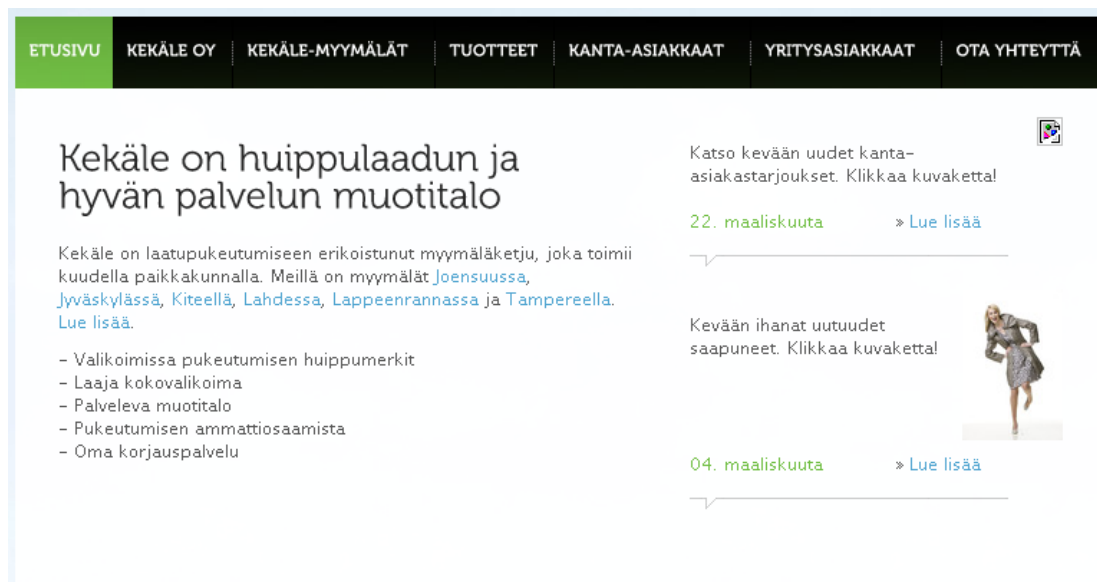 ETUSIVU KEKÄLE OY KEKÄLE-MYYMÄLÄT TUOTTEET KANTA-ASIAKKAAT YRITYSASIAKKAAT OTA YHTEYTTÄ
Kekäle on huippulaadun ja
hyvän palvelun muotitalo
Kekäle on laatupukeutumiseen erikoistunut myymäläketju, joka toimii
kuudella paikkakunnalla. Meillä on myymälät Joensuussa,
Jyväskylässä, Kiteellä, Lahdessa, Lappeenrannassa ja Tampereella.
Lue lisää.
- Valikoimissa pukeutumisen huippumerkit
- Laaja kokovalikoima
- Palveleva muotitalo
- Pukeutumisen ammattiosaamista
- Oma korjauspalvelu
Katso kevään uudet kanta-
asiakastarjoukset. Klikkaa kuvaketta!
22. maaliskuuta » Lue lisää
Kevään ihanat uutuudet
saapuneet. Klikkaa kuvaketta!
04. maaliskuuta » Lue lisää